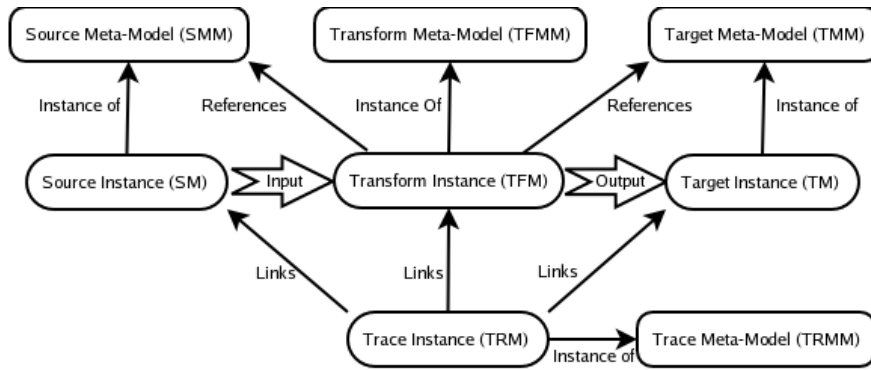 Source Meta-Model (SMM)
Transform Meta-Model (TFMM)
Target Meta-Model (TMM)
Instance of
References
Instance Of
References
Instance of
Source Instance (SM)
Input
Transform Instance (TFM)
Output
Target Instance (TM)
Links
Links
Links
Trace Instance (TRM)
Instance of
Trace Meta-Model (TRMM)